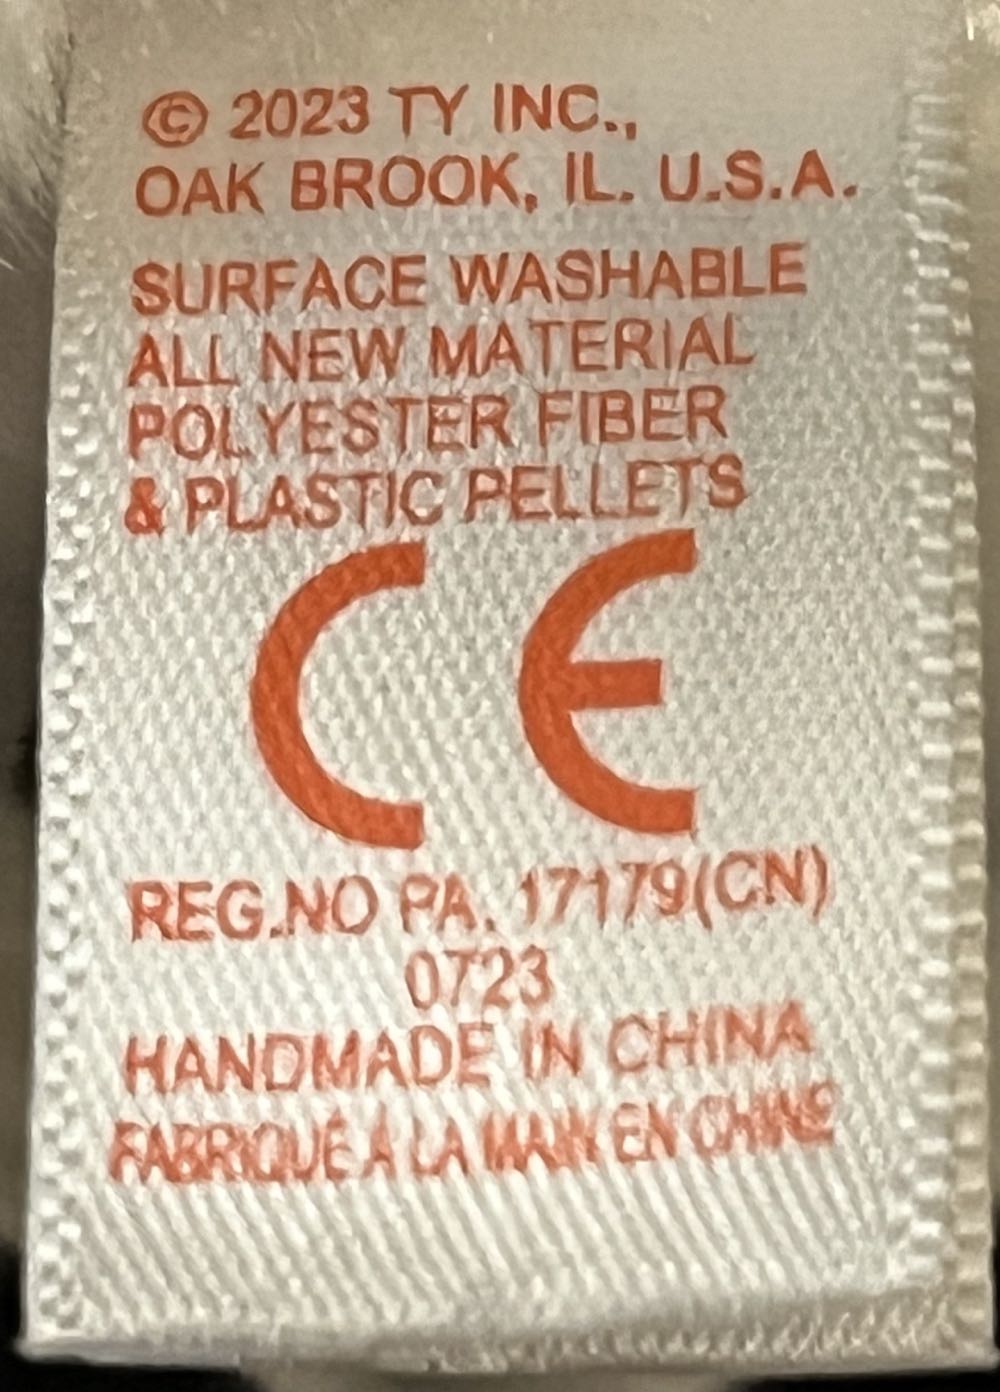 © 2023 TY INC.,
OAK BROOK, IL. U.S.A.
SURFACE WASHABLE
ALL NEW MATERIAL
POLYESTER FIBER
& PLASTIC PELLETS
CE
REG.NO PA. 17179(CN)
0723
HANDMADE IN CHINA
FABRIQUÉ À LA MAIN EN CHINE